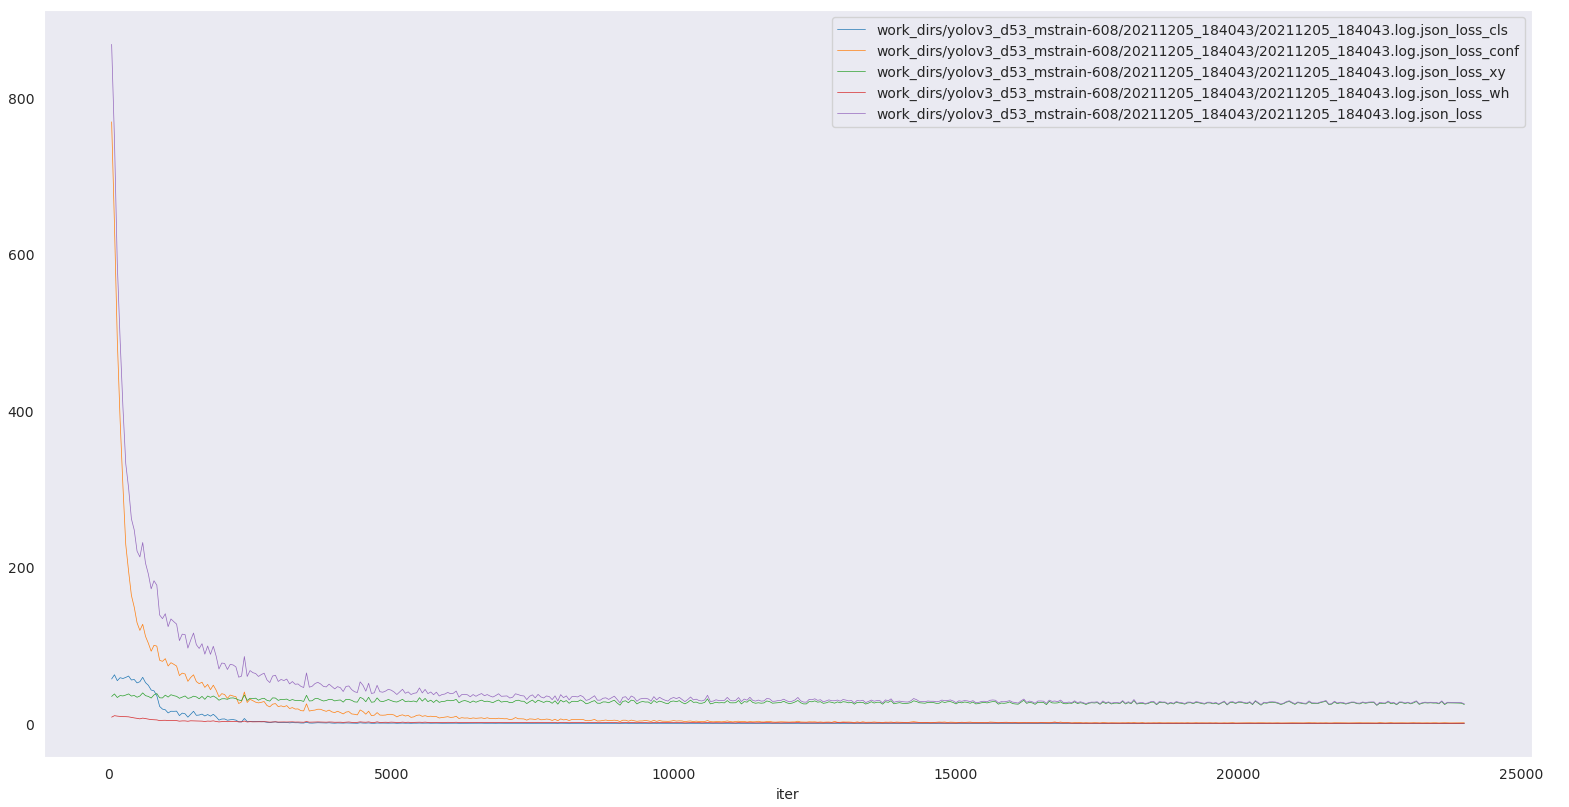 work_dirs/yolov3_d53_mstrain-608/20211205_184043/20211205_184043.log.json_loss_cls
work_dirs/yolov3_d53_mstrain-608/20211205_184043/20211205_184043.log.json_loss_conf
work_dirs/yolov3_d53_mstrain-608/20211205_184043/20211205_184043.log.json_loss_xy
work_dirs/yolov3_d53_mstrain-608/20211205_184043/20211205_184043.log.json_loss_wh
work_dirs/yolov3_d53_mstrain-608/20211205_184043/20211205_184043.log.json_loss
800
600
400
200
0
0 5000 10000 15000 20000 25000
iter